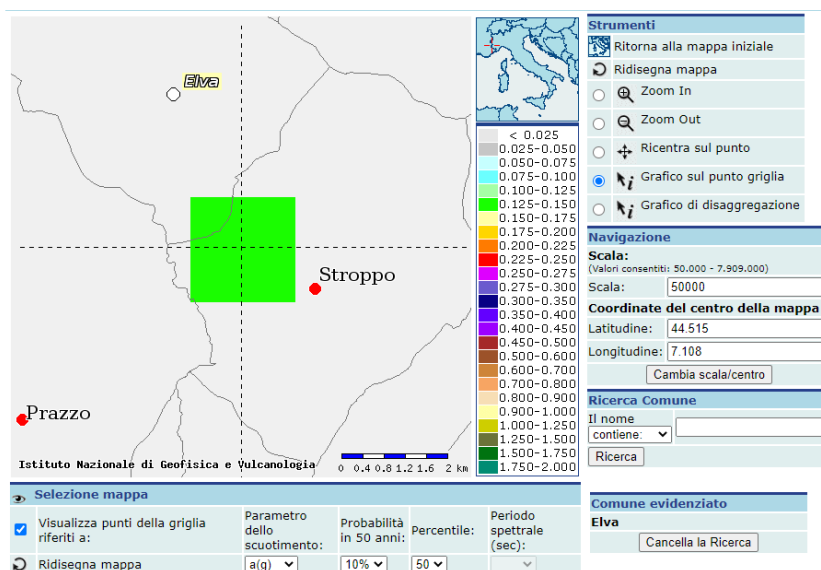 Elva
Stroppo
Prazzo
Istituto Nazionale di Geofisica e Vulcanologia
0 0.4 0.8 1.2 1.6 2 km
< 0.025
0.025-0.050
0.050-0.075
0.075-0.100
0.100-0.125
0.125-0.150
0.150-0.175
0.175-0.200
0.200-0.225
0.225-0.250
0.250-0.275
0.275-0.300
0.300-0.350
0.350-0.400
0.400-0.450
0.450-0.500
0.500-0.600
0.600-0.700
0.700-0.800
0.800-0.900
0.900-1.000
1.000-1.250
1.250-1.500
1.500-1.750
1.750-2.000
Strumenti
Ritorna alla mappa iniziale
Ridisegna mappa
Zoom In
Zoom Out
Ricentra sul punto
Grafico sul punto griglia
Grafico di disaggregazione
Navigazione
Scala:
(Valori consentiti: 50.000 - 7.909.000)
Scala: 50000
Coordinate del centro della mappa
Latitudine: 44.515
Longitudine: 7.108
Cambia scala/centro
Ricerca Comune
Il nome
contiene:
Ricerca
Comune evidenziato
Elva
Cancella la Ricerca
Selezione mappa
Visualizza punti della griglia
riferiti a:
Parametro
dello
scuotimento:
Probabilità
in 50 anni:
Percentile:
Periodo
spettrale
(sec):
Ridisegna mappa
a(g)
10%
50